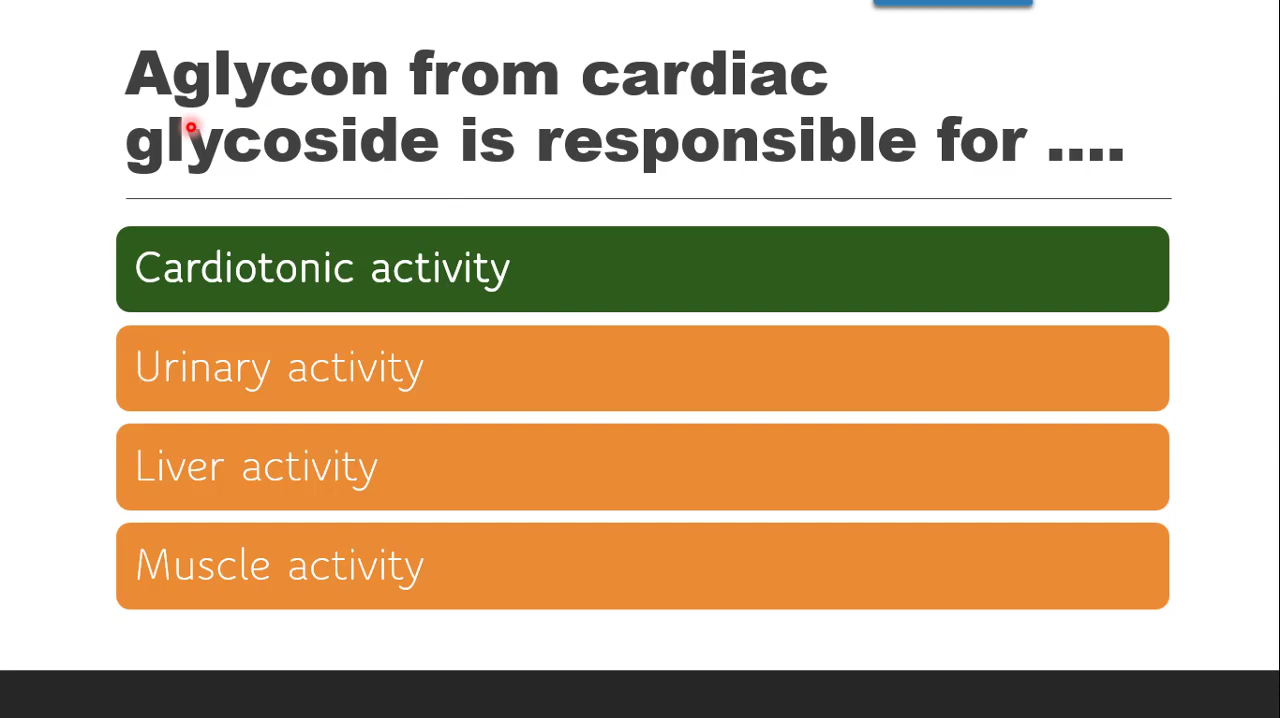 Aglycon from cardiac
glycoside is responsible for ....
Cardiotonic activity
Urinary activity
Liver activity
Muscle activity